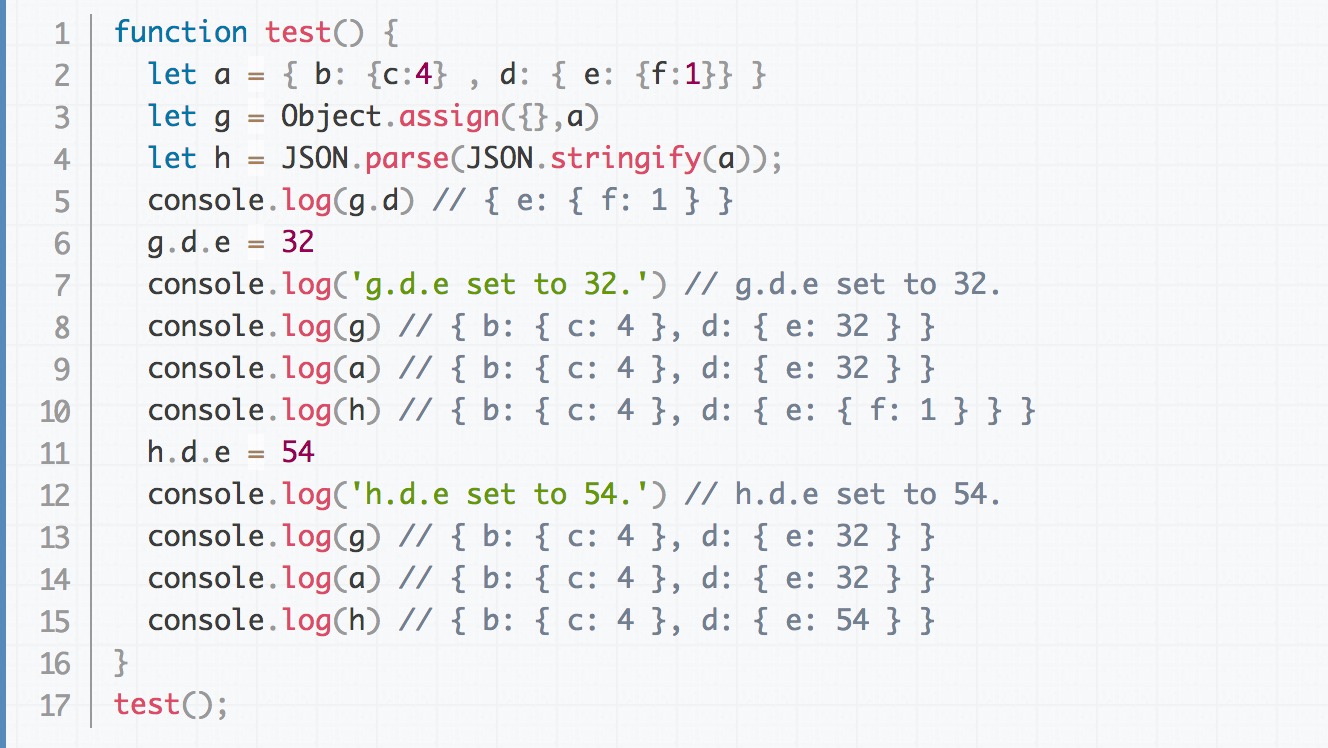 1 function test() {
2 let a = { b: {c:4} , d: { e: {f:1}} }
3 let g = Object.assign({},a)
4 let h = JSON.parse(JSON.stringify(a));
5 console.log(g.d) // { e: { f: 1 } }
6 g.d.e = 32
7 console.log('g.d.e set to 32.') // g.d.e set to 32.
8 console.log(g) // { b: { c: 4 }, d: { e: 32 } }
9 console.log(a) // { b: { c: 4 }, d: { e: 32 } }
10 console.log(h) // { b: { c: 4 }, d: { e: { f: 1 } } }
11 h.d.e = 54
12 console.log('h.d.e set to 54.') // h.d.e set to 54.
13 console.log(g) // { b: { c: 4 }, d: { e: 32 } }
14 console.log(a) // { b: { c: 4 }, d: { e: 32 } }
15 console.log(h) // { b: { c: 4 }, d: { e: 54 } }
16 }
17 test();